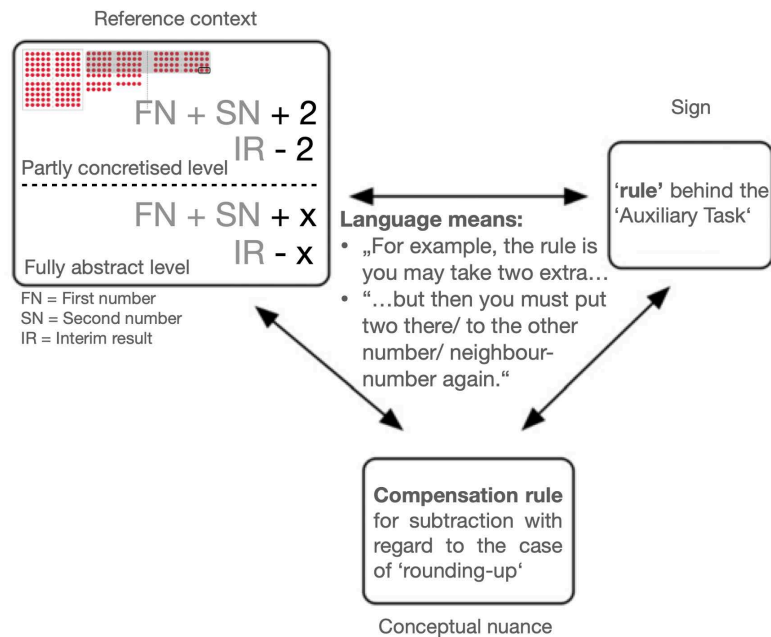 Reference context
FN + SN + 2
IR - 2
Partly concretised level
FN + SN + x
IR - x
Fully abstract level
FN = First number
SN = Second number
IR = Interim result
Language means:
• „For example, the rule is
you may take two extra…
• “…but then you must put
two there/ to the other
number/ neighbour-
number again.“
Sign
‘rule’ behind the
‘Auxiliary Task‘
Compensation rule
for subtraction with
regard to the case
of ‘rounding-up‘
Conceptual nuance